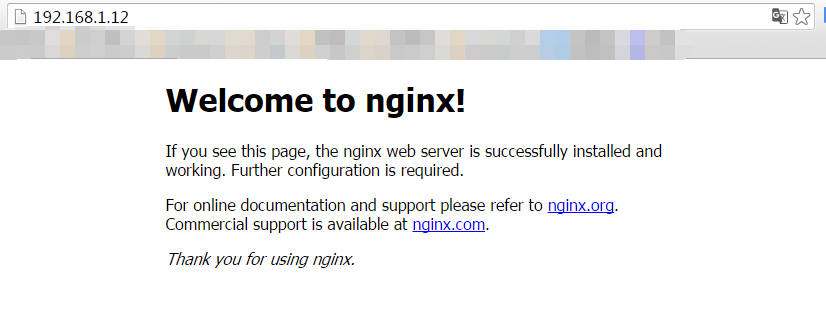 192.168.1.12
Welcome to nginx!
If you see this page, the nginx web server is successfully installed and
working. Further configuration is required.
For online documentation and support please refer to nginx.org.
Commercial support is available at nginx.com.
Thank you for using nginx.